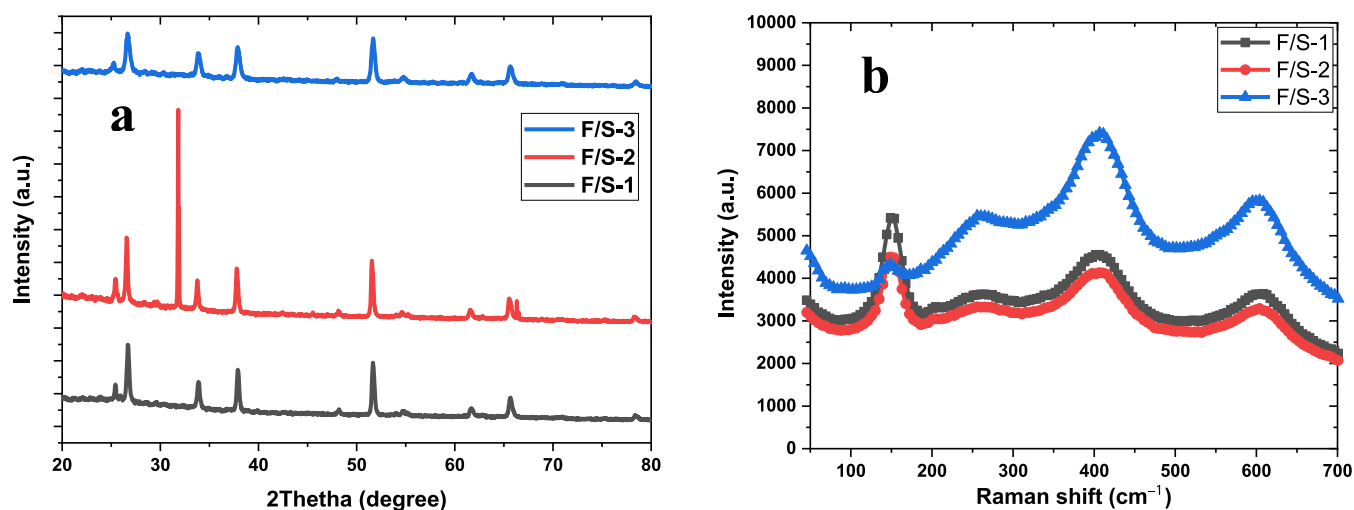 a
F/S-3
F/S-2
F/S-1
Intensity (a.u.)
20 30 40 50 60 70 80
2Thetha (degree)
b
F/S-1
F/S-2
F/S-3
10000
9000
8000
7000
6000
5000
4000
3000
2000
1000
0
Intensity (a.u.)
100 200 300 400 500 600 700
Raman shift (cm⁻¹)